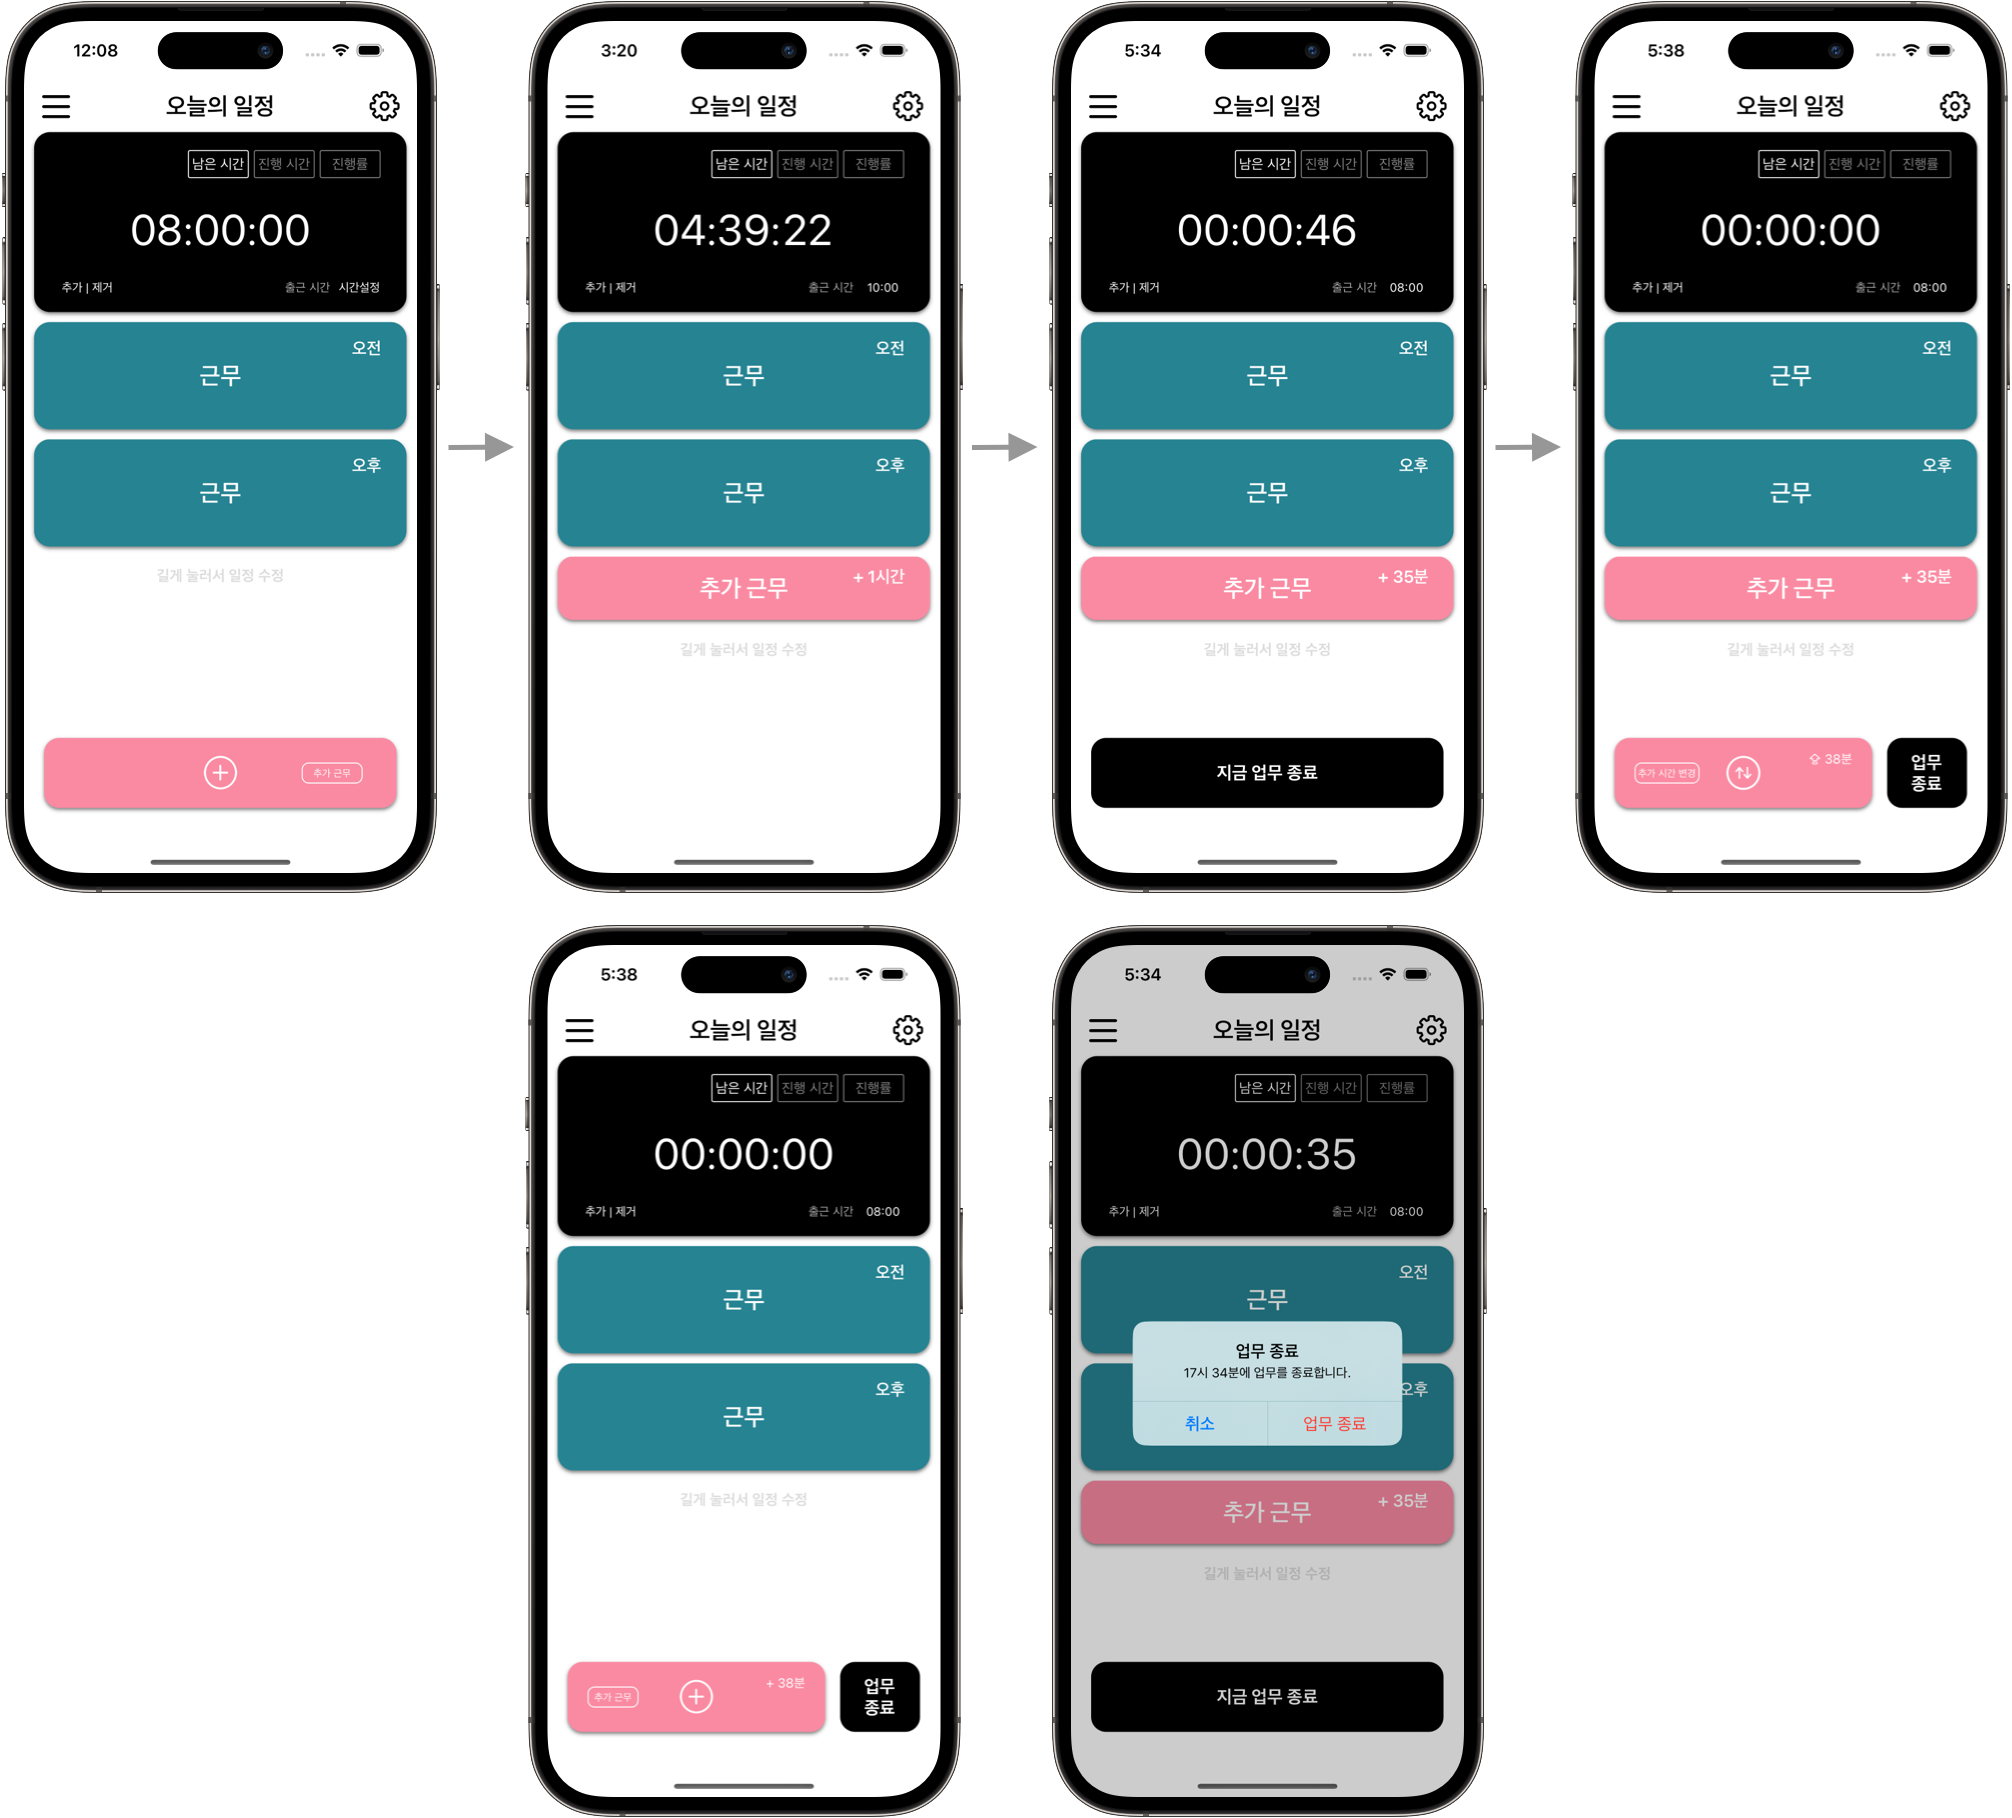 12:08
오늘의 일정
남은 시간 진행 시간 진행률
08:00:00
추가 | 제거 출근 시간 시간설정
오전
근무
오후
근무
길게 눌러서 일정 수정
추가 근무
3:20
오늘의 일정
남은 시간 진행 시간 진행률
04:39:22
추가 | 제거 출근 시간 10:00
오전
근무
오후
근무
추가 근무 + 1시간
길게 눌러서 일정 수정
5:34
오늘의 일정
남은 시간 진행 시간 진행률
00:00:46
추가 | 제거 출근 시간 08:00
오전
근무
오후
근무
추가 근무 + 35분
길게 눌러서 일정 수정
지금 업무 종료
5:38
오늘의 일정
남은 시간 진행 시간 진행률
00:00:00
추가 | 제거 출근 시간 08:00
오전
근무
오후
근무
추가 근무 + 35분
길게 눌러서 일정 수정
추가 시간 변경 38분
업무
종료
5:38
오늘의 일정
남은 시간 진행 시간 진행률
00:00:00
추가 | 제거 출근 시간 08:00
오전
근무
오후
근무
길게 눌러서 일정 수정
추가 근무 + 38분
업무
종료
5:34
오늘의 일정
남은 시간 진행 시간 진행률
00:00:35
추가 | 제거 출근 시간 08:00
오전
근무
업무 종료
17시 34분에 업무를 종료합니다.
오후
취소 업무 종료
추가 근무 + 35분
길게 눌러서 일정 수정
지금 업무 종료